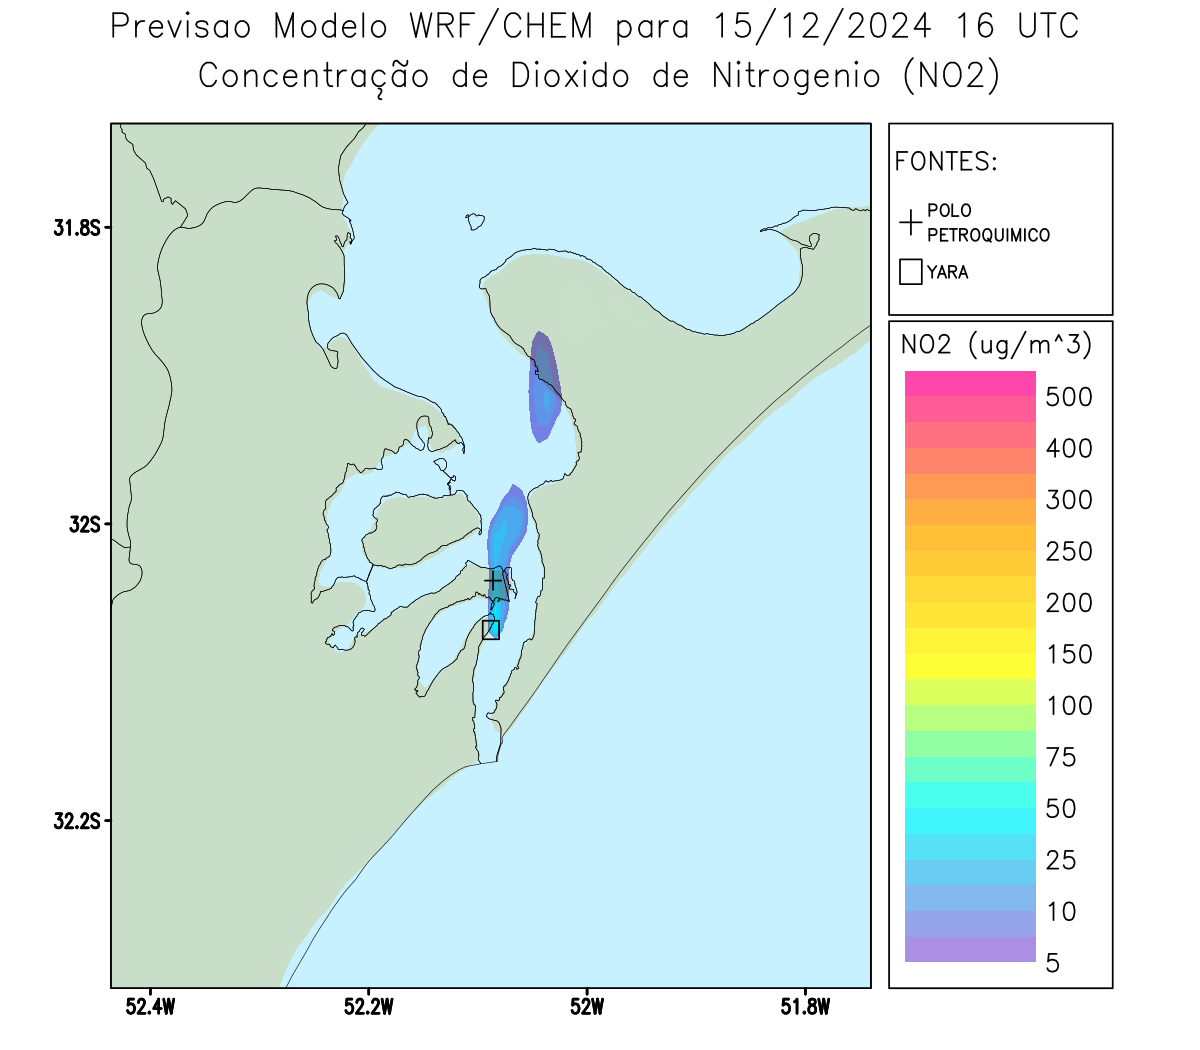 Previsao Modelo WRF/CHEM para 15/12/2024 16 UTC
Concentração de Dioxido de Nitrogenio (NO2)
FONTES:
POLO
PETROQUIMICO
YARA
31.8S
32S
32.2S
52.4W
52.2W
52W
51.8W
NO2 (ug/m^3)
500
400
300
250
200
150
100
75
50
25
10
5